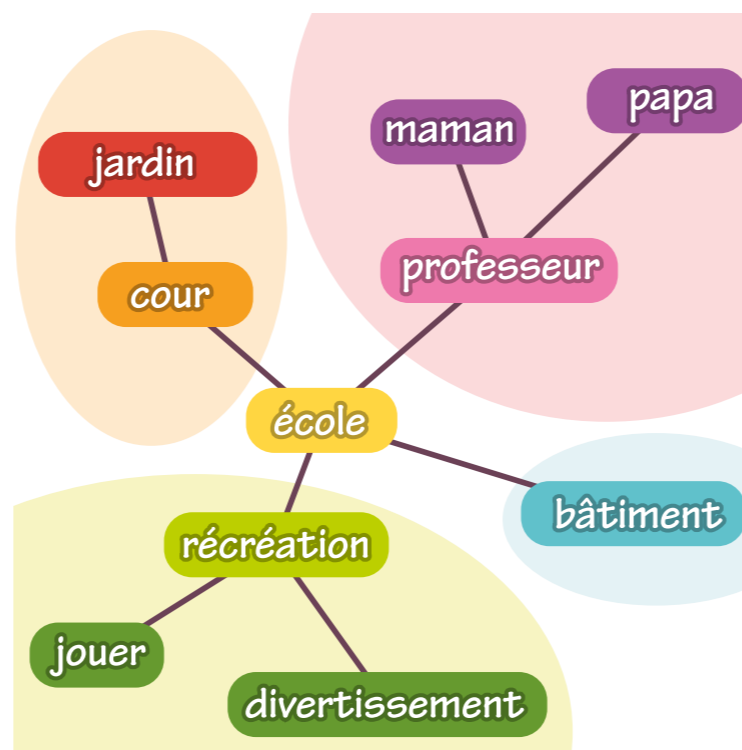 papa
maman
jardin
professeur
cour
école
bâtiment
récréation
jouer
divertissement